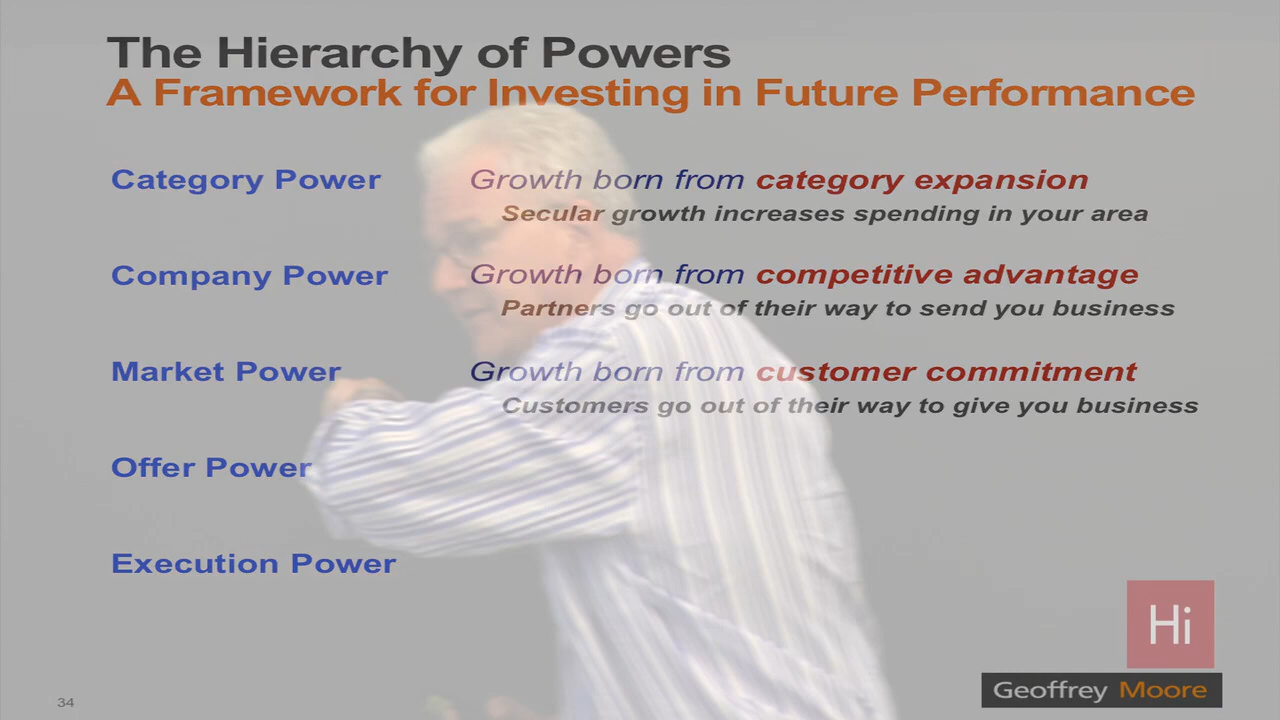 The Hierarchy of Powers
A Framework for Investing in Future Performance
Category Power
Growth born from category expansion
Secular growth increases spending in your area
Company Power
Growth born from competitive advantage
Partners go out of their way to send you business
Market Power
Growth born from customer commitment
Customers go out of their way to give you business
Offer Power
Execution Power
Hi
Geoffrey Moore
34